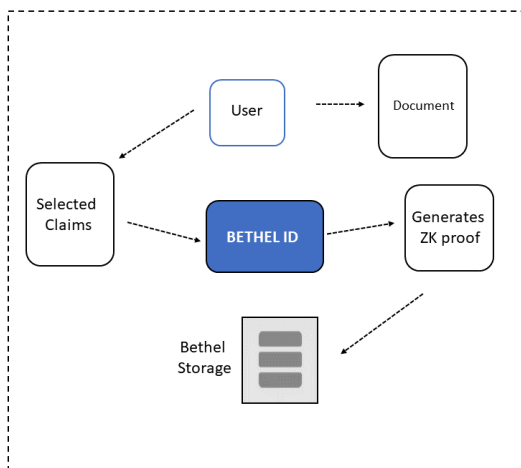 User
Document
Selected
Claims
BETHEL ID
Generates
ZK proof
Bethel
Storage